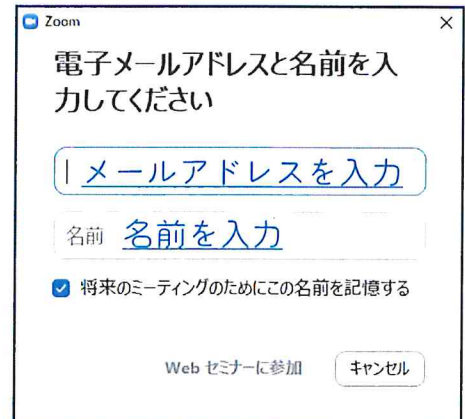 Zoom
電子メールアドレスと名前を入
力してください
メールアドレスを入力
名前 名前を入力
将来のミーティングのためにこの名前を記憶する
Web セミナーに参加 キャンセル